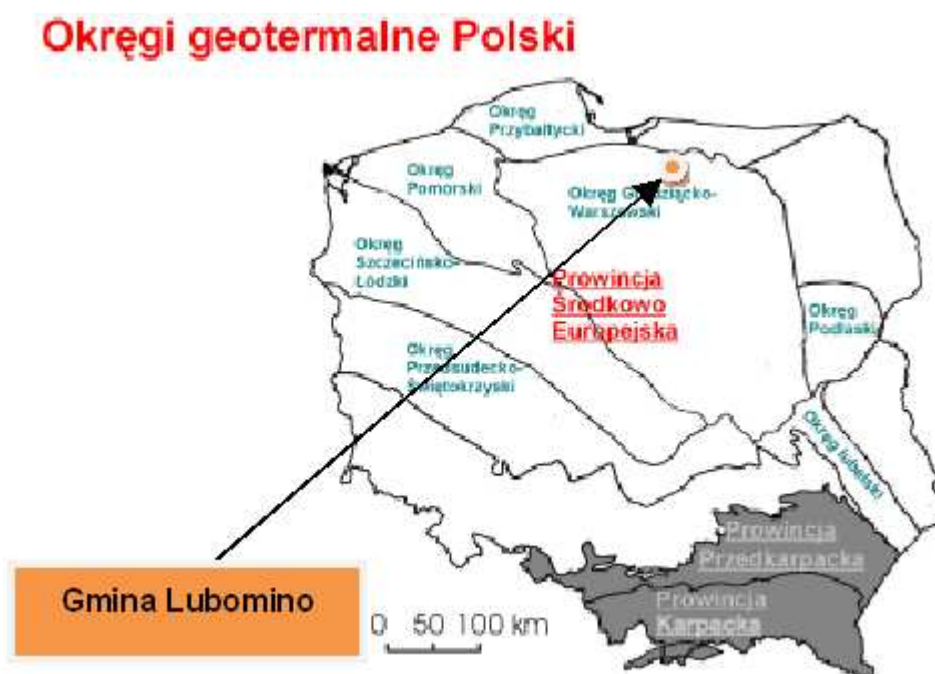 Okręgi geotermalne Polski
Okręg
Przybałtycki
Okręg
Pomorski
Okręg
Warszawski
Okręg
Szczecińsko-
Łódzki
Prowincja
Środkowo
Europejska
Okręg
Podlaski
Okręg
Przedsudecko-
Świętokrzyski
Okręg lubelski
Prowincja
Przedkarpacka
Prowincja
Karpacka
Gmina Lubomino
0 50 100 km